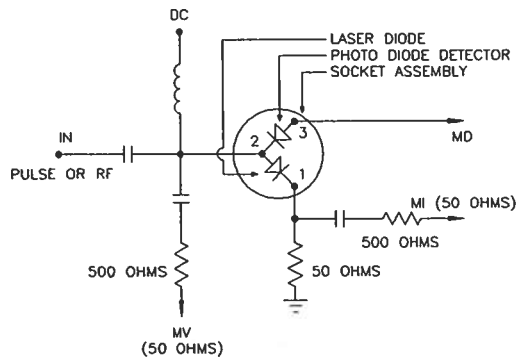 DC
LASER DIODE
PHOTO DIODE DETECTOR
SOCKET ASSEMBLY
IN
2
3
MD
PULSE OR RF
1
MI (50 OHMS)
500 OHMS
500 OHMS
50 OHMS
MV
(50 OHMS)